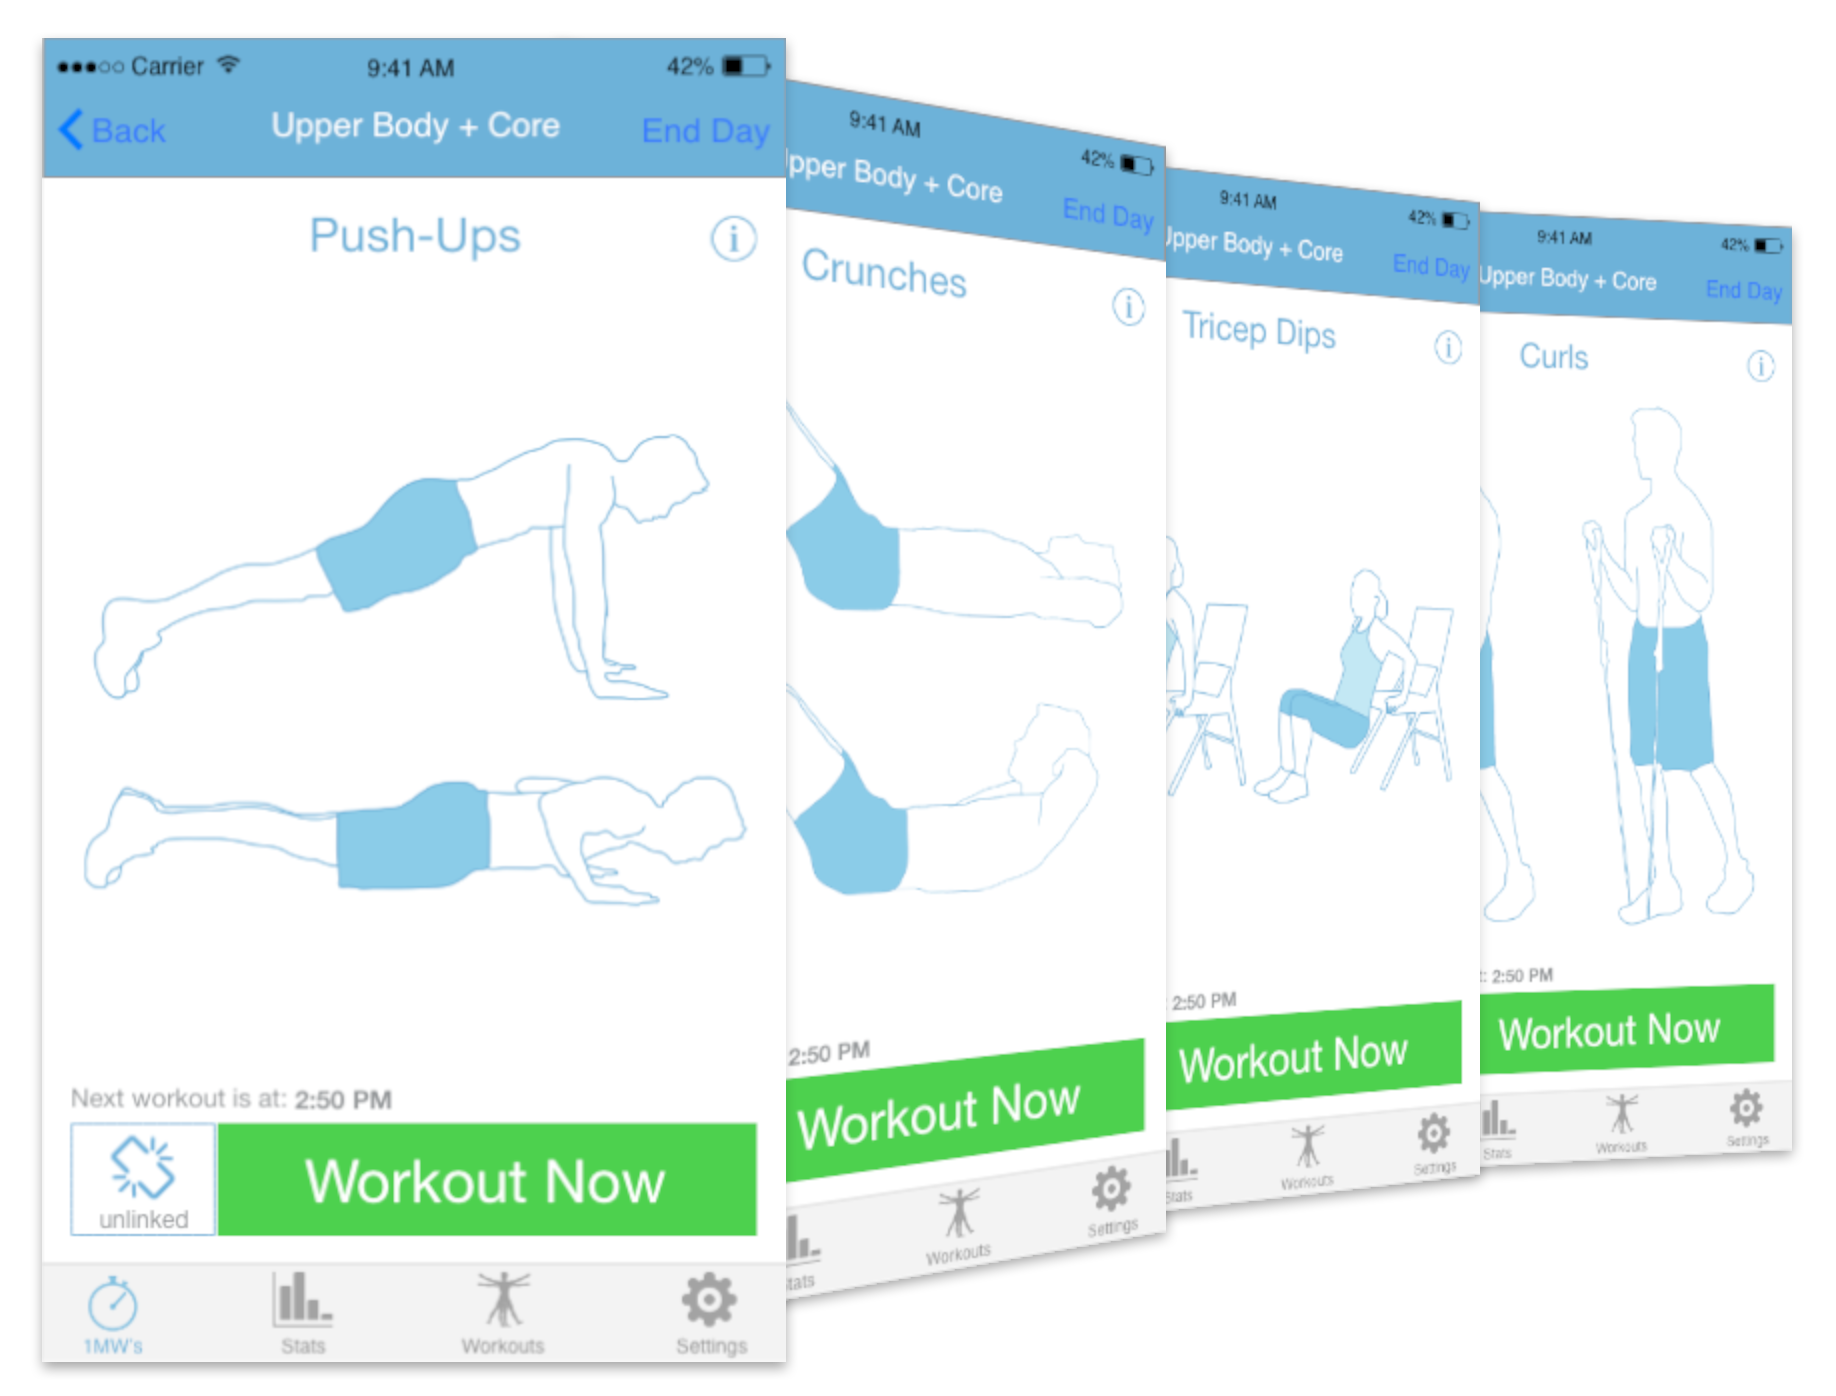 ●●●○○ Carrier 9:41 AM 42%
Back Upper Body + Core End Day
Push-Ups
Next workout is at: 2:50 PM
unlinked
Workout Now
1MW's Stats Workouts Settings
9:41 AM 42%
pper Body + Core End Day
Crunches
2:50 PM
Workout Now
tats Workouts Settings
9:41 AM 42%
Upper Body + Core End Day
Tricep Dips
: 2:50 PM
Workout Now
Stats Workouts Settings
9:41 AM 42%
Upper Body + Core End Day
Curls
t: 2:50 PM
Workout Now
Stats Workouts Settings